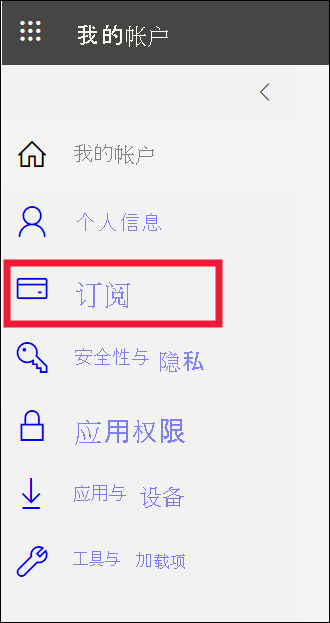 我的帐户
我的帐户
个人信息
订阅
安全性与 隐私
应用权限
应用与 设备
工具与 加载项